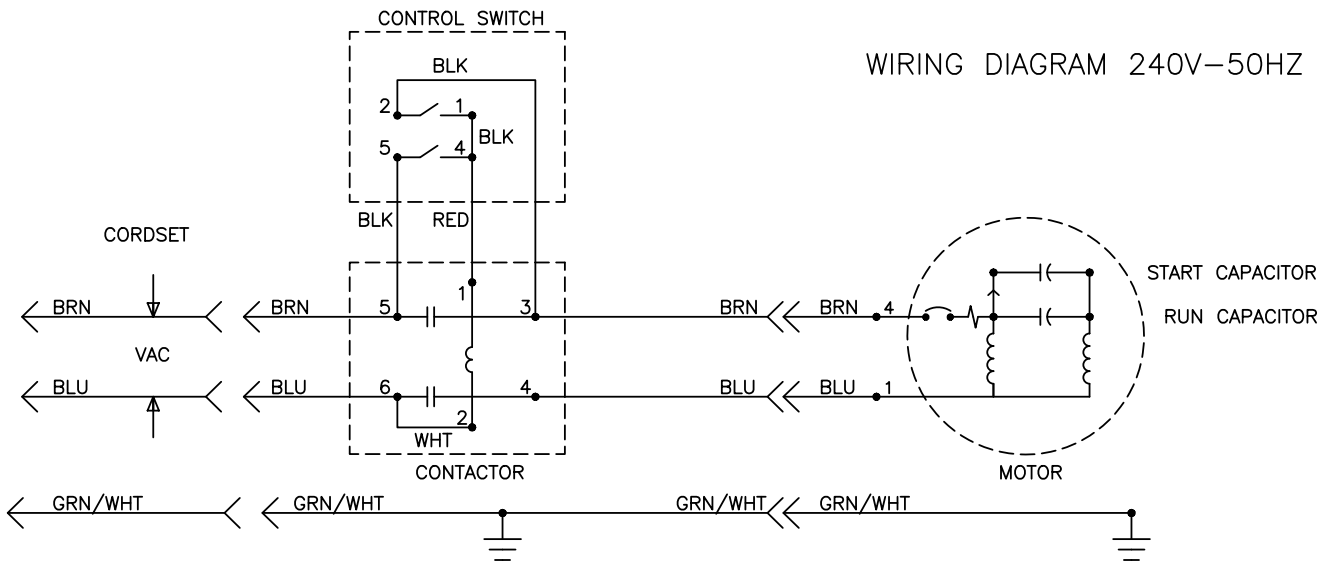 CONTROL SWITCH
WIRING DIAGRAM 240V-50HZ
BLK
2 1
BLK
5 4
BLK RED
CORDSET
1
START CAPACITOR
BRN BRN 5 3 BRN BRN 4
RUN CAPACITOR
VAC
BLU BLU 6 4 BLU BLU 1
2
WHT
CONTACTOR
MOTOR
GRN/WHT GRN/WHT GRN/WHT GRN/WHT